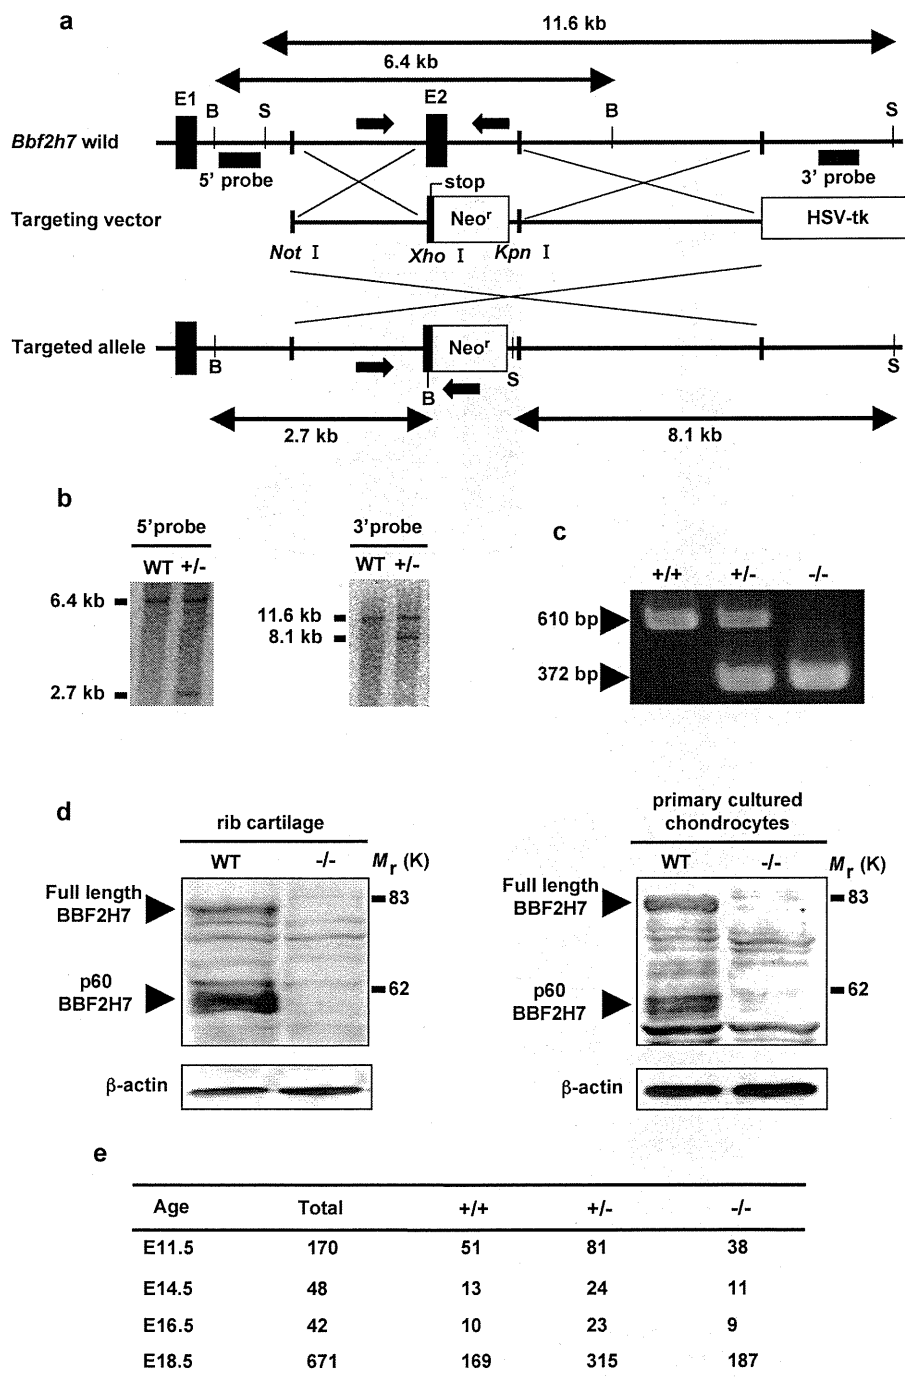 a
11.6 kb
6.4 kb
E1 B S E2 B S
Bbf2h7 wild
5' probe
3' probe
stop
Targeting vector
Neor
HSV-tk
Not I
Xho I
Kpn I
Targeted allele
Neor
B
B
S
S
2.7 kb
8.1 kb
b
5'probe
WT +/-
6.4 kb
2.7 kb
3'probe
WT +/-
11.6 kb
8.1 kb
c
+/+ +/- -/-
610 bp
372 bp
d
rib cartilage
WT -/- Mr (K)
Full length
BBF2H7
83
p60
BBF2H7
62
β-actin
primary cultured
chondrocytes
WT -/- Mr (K)
Full length
BBF2H7
83
p60
BBF2H7
62
β-actin
e
Age Total +/+ +/- -/-
E11.5 170 51 81 38
E14.5 48 13 24 11
E16.5 42 10 23 9
E18.5 671 169 315 187